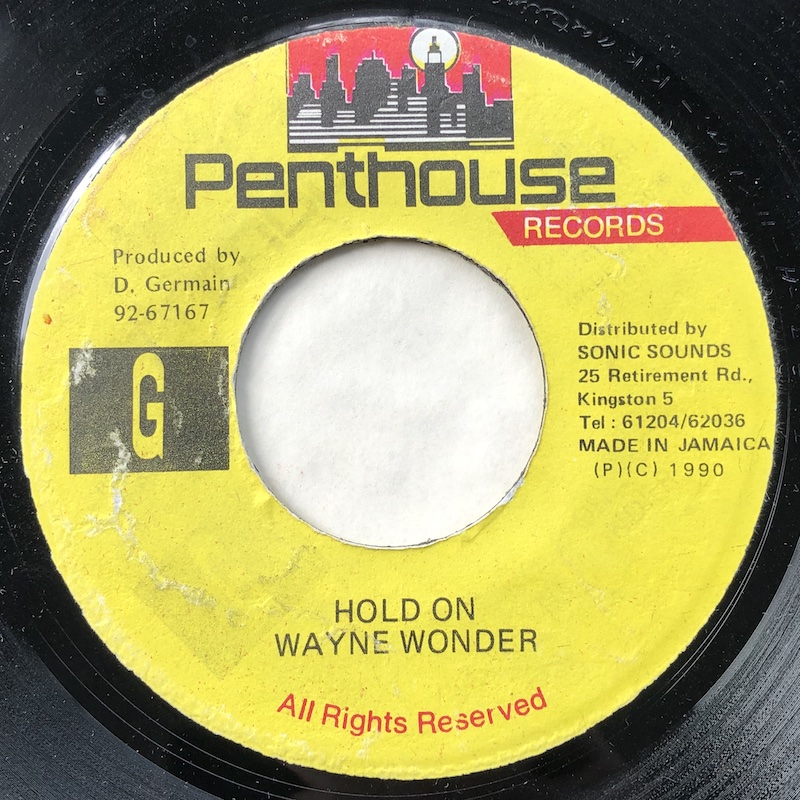 Penthouse
RECORDS
Produced by
D. Germain
92-67167
G
Distributed by
SONIC SOUNDS
25 Retirement Rd.,
Kingston 5
Tel : 61204/62036
MADE IN JAMAICA
(P)(C) 1990
HOLD ON
WAYNE WONDER
All Rights Reserved